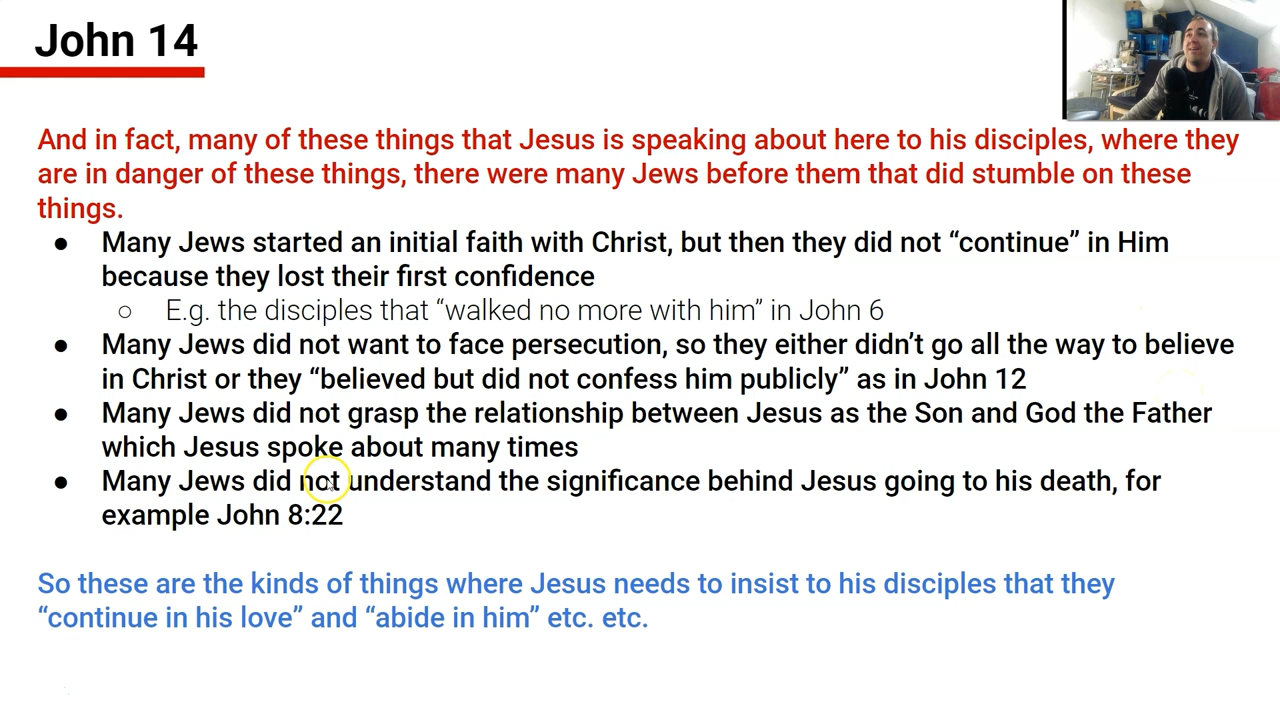 John 14
And in fact, many of these things that Jesus is speaking about here to his disciples, where they
are in danger of these things, there were many Jews before them that did stumble on these
things.
● Many Jews started an initial faith with Christ, but then they did not “continue” in Him
because they lost their first confidence
○ E.g. the disciples that “walked no more with him” in John 6
● Many Jews did not want to face persecution, so they either didn’t go all the way to believe
in Christ or they “believed but did not confess him publicly” as in John 12
● Many Jews did not grasp the relationship between Jesus as the Son and God the Father
which Jesus spoke about many times
● Many Jews did not understand the significance behind Jesus going to his death, for
example John 8:22
So these are the kinds of things where Jesus needs to insist to his disciples that they
“continue in his love” and “abide in him” etc. etc.